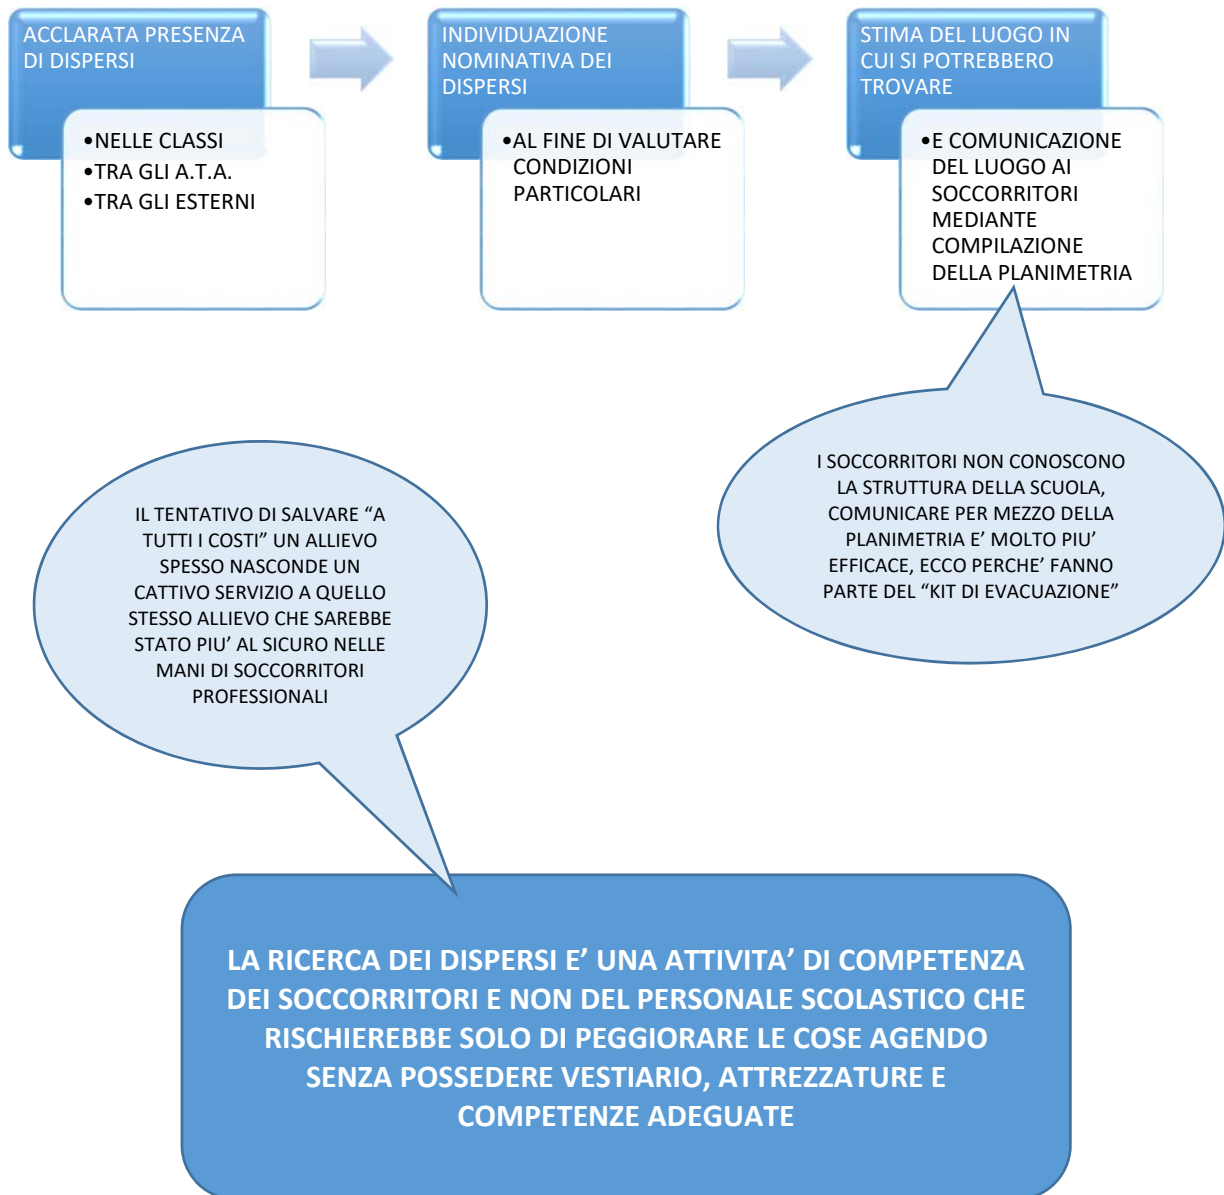 ACCLARATA PRESENZA
DI DISPERSI
•NELLE CLASSI
•TRA GLI A.T.A.
•TRA GLI ESTERNI
INDIVIDUAZIONE
NOMINATIVA DEI
DISPERSI
•AL FINE DI VALUTARE
CONDIZIONI
PARTICOLARI
STIMA DEL LUOGO IN
CUI SI POTREBBERO
TROVARE
•E COMUNICAZIONE
DEL LUOGO AI
SOCCORRITORI
MEDIANTE
COMPILAZIONE
DELLA PLANIMETRIA
I SOCCORRITORI NON CONOSCONO
LA STRUTTURA DELLA SCUOLA,
COMUNICARE PER MEZZO DELLA
PLANIMETRIA E’ MOLTO PIU’
EFFICACE, ECCO PERCHE’ FANNO
PARTE DEL “KIT DI EVACUAZIONE”
IL TENTATIVO DI SALVARE “A
TUTTI I COSTI” UN ALLIEVO
SPESSO NASCONDE UN
CATTIVO SERVIZIO A QUELLO
STESSO ALLIEVO CHE SAREBBE
STATO PIU’ AL SICURO NELLE
MANI DI SOCCORRITORI
PROFESSIONALI
LA RICERCA DEI DISPERSI E’ UNA ATTIVITA’ DI COMPETENZA
DEI SOCCORRITORI E NON DEL PERSONALE SCOLASTICO CHE
RISCHIEREBBE SOLO DI PEGGIORARE LE COSE AGENDO
SENZA POSSEDERE VESTIARIO, ATTREZZATURE E
COMPETENZE ADEGUATE